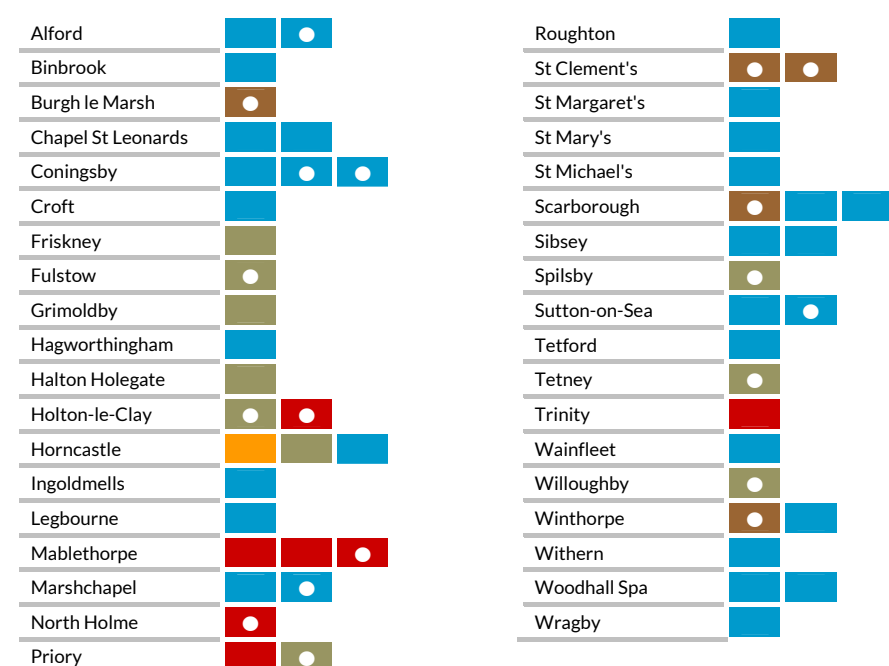 Alford
Binbrook
Burgh le Marsh
Chapel St Leonards
Coningsby
Croft
Friskney
Fulstow
Grimoldby
Hagworthingham
Halton Holegate
Holton-le-Clay
Horncastle
Ingoldmells
Legbourne
Mablethorpe
Marshchapel
North Holme
Priory
Roughton
St Clement's
St Margaret's
St Mary's
St Michael's
Scarborough
Sibsey
Spilsby
Sutton-on-Sea
Tetford
Tetney
Trinity
Wainfleet
Willoughby
Winthorpe
Withern
Woodhall Spa
Wragby